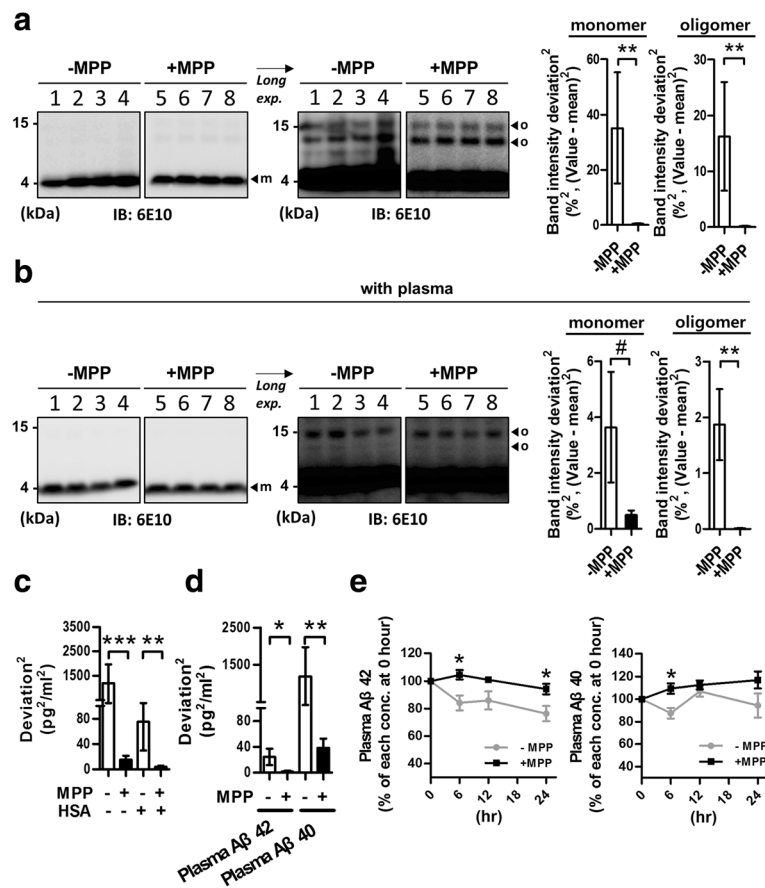 a
-MPP +MPP
Long exp.
-MPP +MPP
1 2 3 4 5 6 7 8
1 2 3 4 5 6 7 8
15
4
m
15
4
o
o
(kDa) IB: 6E10
(kDa) IB: 6E10
monomer
**
Band intensity deviation²
(%², (Value - mean)²)
60
40
20
0
-MPP
+MPP
oligomer
**
Band intensity deviation²
(%², (Value - mean)²)
30
20
10
0
-MPP
+MPP
b
with plasma
-MPP +MPP
Long exp.
-MPP +MPP
1 2 3 4 5 6 7 8
1 2 3 4 5 6 7 8
15
4
m
15
4
o
o
(kDa) IB: 6E10
(kDa) IB: 6E10
monomer
#
Band intensity deviation²
(%², (Value - mean)²)
6
4
2
0
-MPP
+MPP
oligomer
**
Band intensity deviation²
(%², (Value - mean)²)
3
2
1
0
-MPP
+MPP
c
Deviation²
(pg²/ml²)
3500
2500
1500
80
40
0
*** **
MPP - + - +
HSA - - + +
d
Deviation²
(pg²/ml²)
2500
1500
80
40
0
* **
MPP - + - +
Plasma Aβ 42
Plasma Aβ 40
e
Plasma Aβ 42
(% of each conc. at 0 hour)
120
100
80
60
40
* *
- MPP
+MPP
0 6 12 18 24
(hr)
Plasma Aβ 40
(% of each conc. at 0 hour)
140
120
100
80
60
40
*
- MPP
+MPP
0 6 12 18 24
(hr)